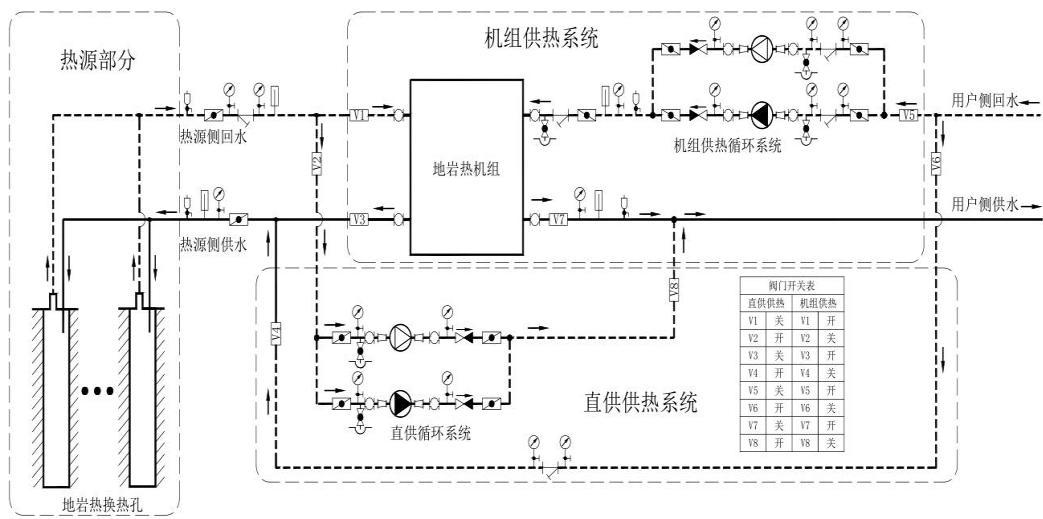 机组供热系统
热源部分
用户侧回水
V1
V5
热源侧回水
机组供热循环系统
V2
V6
地岩热机组
用户侧供水
V3
V7
热源侧供水
V8
阀门开关表
直供供热 机组供热
V1 关 V1 开
V2 开 V2 关
V3 关 V3 开
V4 开 V4 关
V5 关 V5 开
V6 开 V6 关
V7 关 V7 开
V8 开 V8 关
V4
直供供热系统
直供循环系统
地岩热换热孔